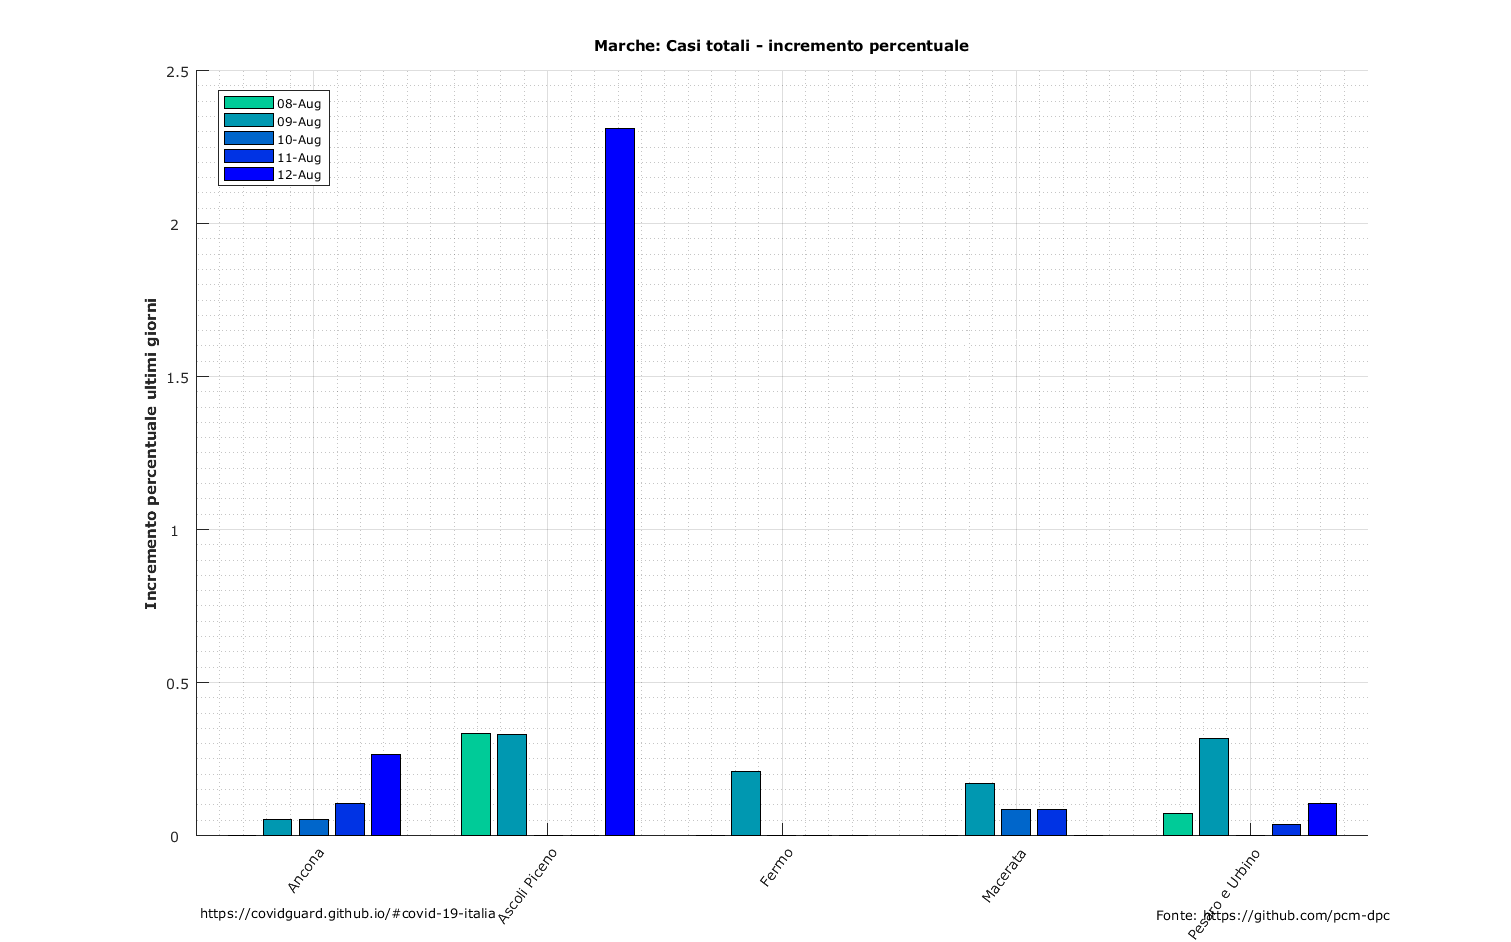 Marche: Casi totali - incremento percentuale
2.5
2
1.5
1
0.5
0
Incremento percentuale ultimi giorni
08-Aug
09-Aug
10-Aug
11-Aug
12-Aug
Ancona
Ascoli Piceno
Fermo
Macerata
Pesaro e Urbino
https://covidguard.github.io/#covid-19-italia
Fonte: https://github.com/pcm-dpc